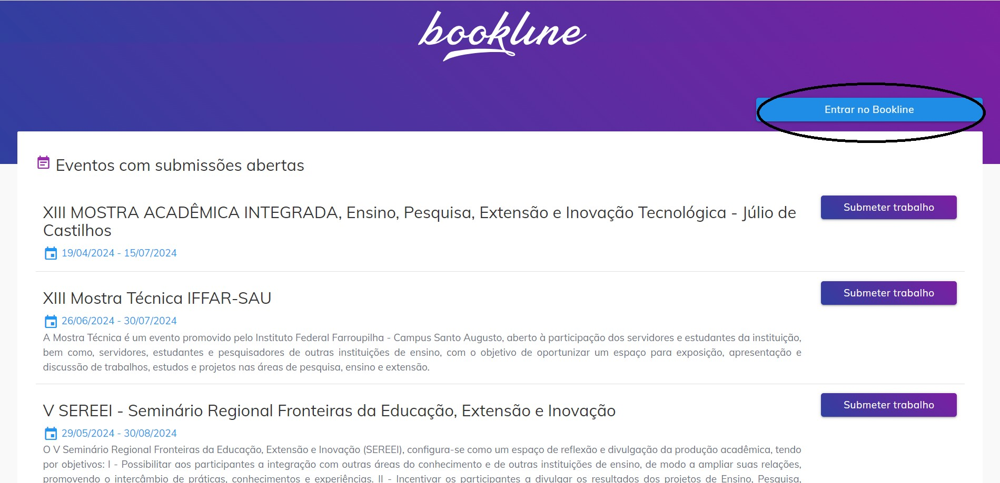 bookline
Entrar no Bookline
Eventos com submissões abertas
XIII MOSTRA ACADÊMICA INTEGRADA, Ensino, Pesquisa, Extensão e Inovação Tecnológica - Júlio de
Castilhos
Submeter trabalho
19/04/2024 - 15/07/2024
XIII Mostra Técnica IFFAR-SAU
Submeter trabalho
26/06/2024 - 30/07/2024
A Mostra Técnica é um evento promovido pelo Instituto Federal Farroupilha - Campus Santo Augusto, aberto à participação dos servidores e estudantes da instituição,
bem como, servidores, estudantes e pesquisadores de outras instituições de ensino, com o objetivo de oportunizar um espaço para exposição, apresentação e
discussão de trabalhos, estudos e projetos nas áreas de pesquisa, ensino e extensão.
V SEREEI - Seminário Regional Fronteiras da Educação, Extensão e Inovação
Submeter trabalho
29/05/2024 - 30/08/2024
O V Seminário Regional Fronteiras da Educação, Extensão e Inovação (SEREEI), configura-se como um espaço de reflexão e divulgação da produção acadêmica, tendo
por objetivos: I - Possibilitar aos participantes a integração com outras áreas do conhecimento e de outras instituições de ensino, de modo a ampliar suas relações,
promovendo o intercâmbio de práticas, conhecimentos e experiências. II - Incentivar os participantes a divulgar os resultados dos projetos de Ensino, Pesquisa,